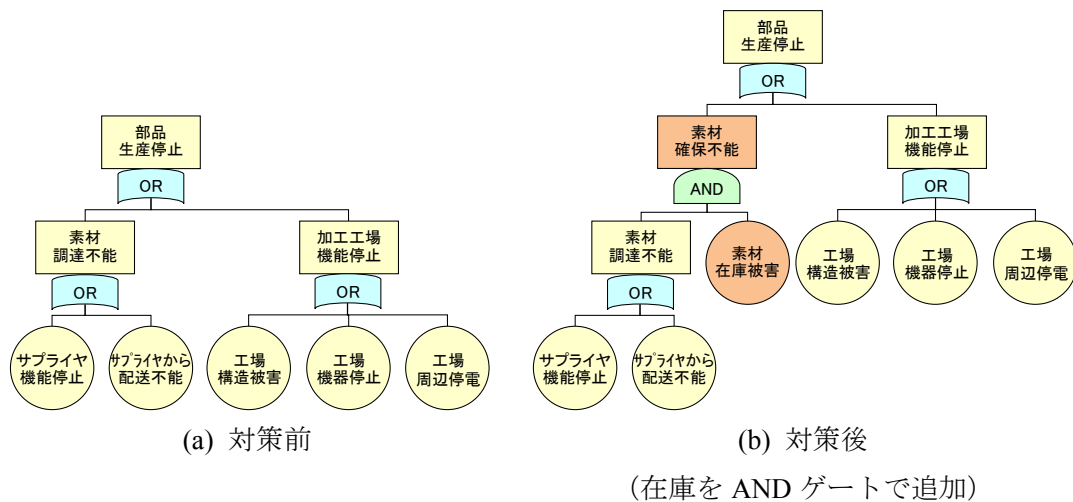 部品
生産停止
OR
素材
調達不能
OR
加工工場
機能停止
OR
サプライヤ
機能停止
サプライヤから
配送不能
工場
構造被害
工場
機器停止
工場
周辺停電
(a) 対策前
部品
生産停止
OR
素材
確保不能
AND
加工工場
機能停止
OR
素材
調達不能
OR
素材
在庫被害
工場
構造被害
工場
機器停止
工場
周辺停電
サプライヤ
機能停止
サプライヤから
配送不能
(b) 対策後
（在庫を AND ゲートで追加）